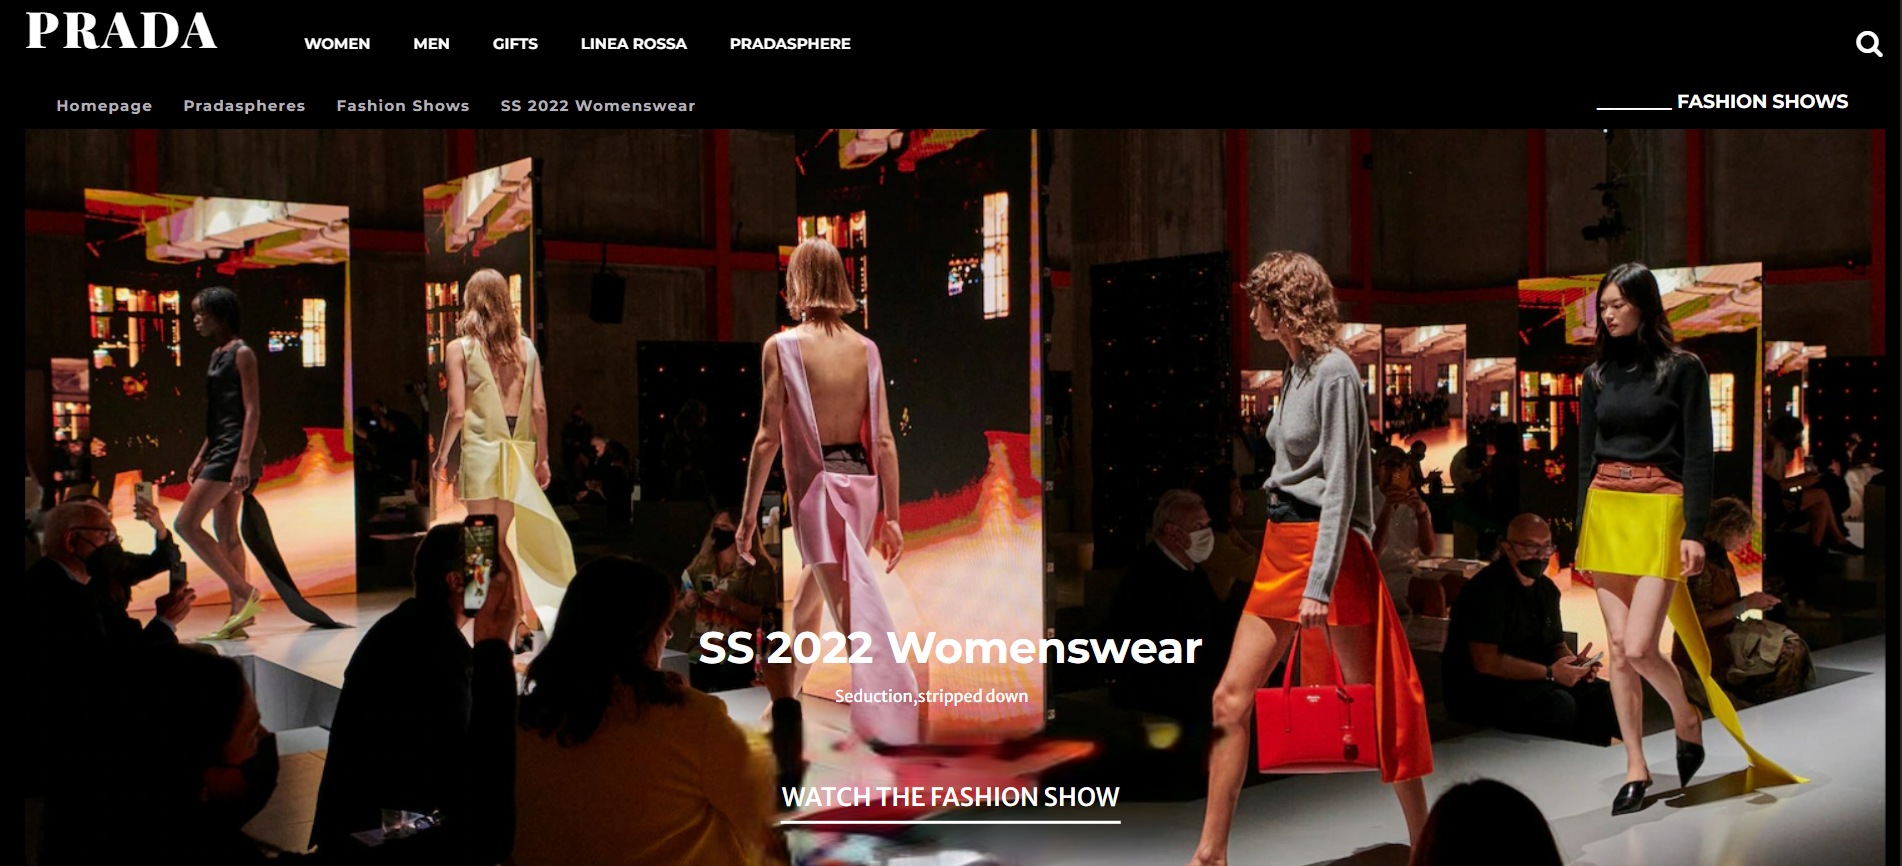 PRADA
WOMEN MEN GIFTS LINEA ROSSA PRADASPHERE
Homepage Pradaspheres Fashion Shows SS 2022 Womenswear
FASHION SHOWS
SS 2022 Womenswear
Seduction,stripped down
WATCH THE FASHION SHOW